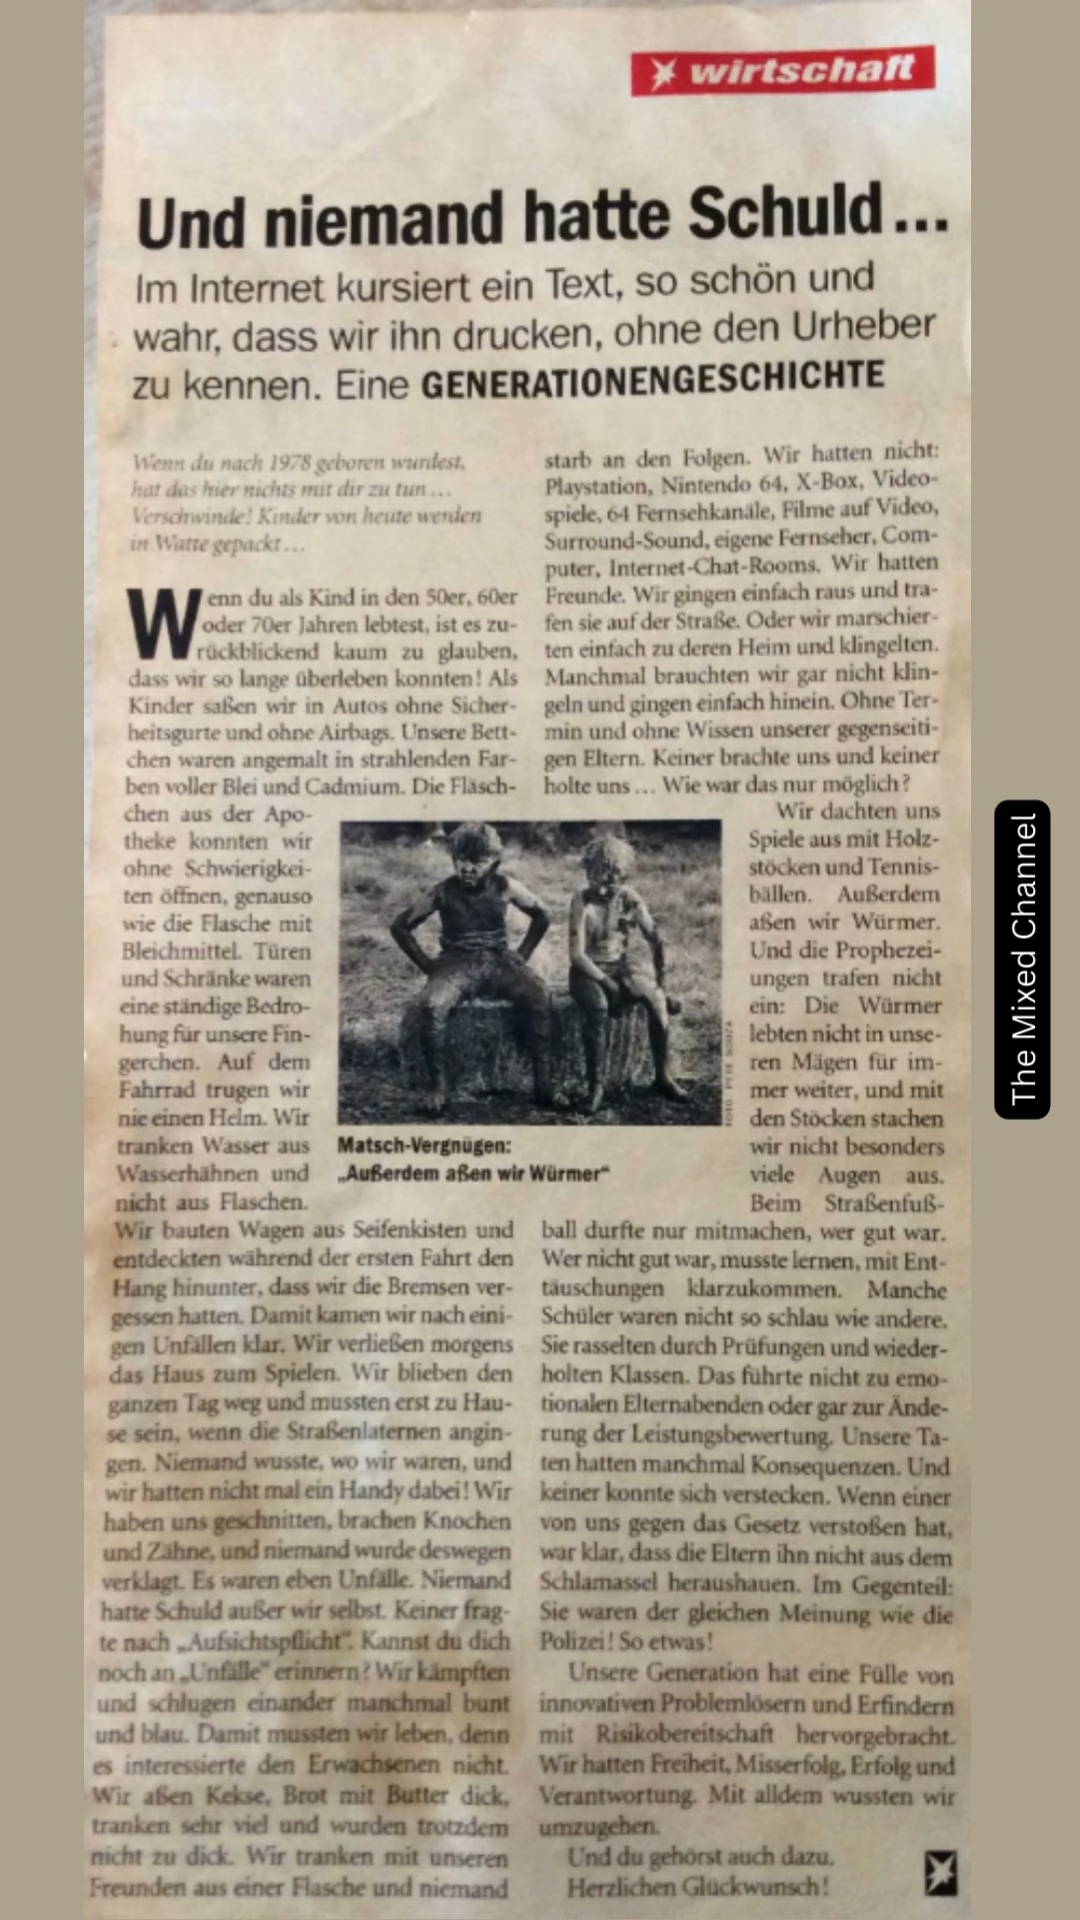 wirtschaft
Und niemand hatte Schuld...
Im Internet kursiert ein Text, so schön und
wahr, dass wir ihn drucken, ohne den Urheber
zu kennen. Eine GENERATIONENGESCHICHTE
Wenn du nach 1978 geboren wurdest,
hat das hier nichts mit dir zu tun ...
Verschwinde! Kinder von heute werden
in Watte gepackt ...
Wenn du als Kind in den 50er, 60er
oder 70er Jahren lebtest, ist es zu-
rückblickend kaum zu glauben,
dass wir so lange überleben konnten! Als
Kinder saßen wir in Autos ohne Sicher-
heitsgurte und ohne Airbags. Unsere Bett-
chen waren angemalt in strahlenden Far-
ben voller Blei und Cadmium. Die Fläsch-
chen aus der Apo-
theke konnten wir
ohne Schwierigkei-
ten öffnen, genauso
wie die Flasche mit
Bleichmittel. Türen
und Schränke waren
eine ständige Bedro-
hung für unsere Fin-
gerchen. Auf dem
Fahrrad trugen wir
nie einen Helm. Wir
tranken Wasser aus
Wasserhähnen und
nicht aus Flaschen.
Wir bauten Wagen aus Seifenkisten und
entdeckten während der ersten Fahrt den
Hang hinunter, dass wir die Bremsen ver-
gessen hatten. Damit kamen wir nach eini-
gen Unfällen klar. Wir verließen morgens
das Haus zum Spielen. Wir blieben den
ganzen Tag weg und mussten erst zu Hau-
se sein, wenn die Straßenlaternen angin-
gen. Niemand wusste, wo wir waren, und
wir hatten nicht mal ein Handy dabei! Wir
haben uns geschnitten, brachen Knochen
und Zähne, und niemand wurde deswegen
verklagt. Es waren eben Unfälle. Niemand
hatte Schuld außer wir selbst. Keiner frag-
te nach „Aufsichtspflicht“. Kannst du dich
noch an „Unfälle“ erinnern? Wir kämpften
und schlugen einander manchmal bunt
und blau. Damit mussten wir leben, denn
es interessierte den Erwachsenen nicht.
Wir aßen Kekse, Brot mit Butter dick,
tranken sehr viel und wurden trotzdem
nicht zu dick. Wir tranken mit unseren
Freunden aus einer Flasche und niemand
starb an den Folgen. Wir hatten nicht:
Playstation, Nintendo 64, X-Box, Video-
spiele, 64 Fernsehkanäle, Filme auf Video,
Surround-Sound, eigene Fernseher, Com-
puter, Internet-Chat-Rooms. Wir hatten
Freunde. Wir gingen einfach raus und tra-
fen sie auf der Straße. Oder wir marschier-
ten einfach zu deren Heim und klingelten.
Manchmal brauchten wir gar nicht klin-
geln und gingen einfach hinein. Ohne Ter-
min und ohne Wissen unserer gegenseiti-
gen Eltern. Keiner brachte uns und keiner
holte uns ... Wie war das nur möglich?
Wir dachten uns
Spiele aus mit Holz-
stöcken und Tennis-
bällen. Außerdem
aßen wir Würmer.
Und die Prophezei-
ungen trafen nicht
ein: Die Würmer
lebten nicht in unse-
ren Mägen für im-
mer weiter, und mit
den Stöcken stachen
wir nicht besonders
viele Augen aus.
Beim Straßenfuß-
ball durfte nur mitmachen, wer gut war.
Wer nicht gut war, musste lernen, mit Ent-
täuschungen klarzukommen. Manche
Schüler waren nicht so schlau wie andere.
Sie rasselten durch Prüfungen und wieder-
holten Klassen. Das führte nicht zu emo-
tionalen Elternabenden oder gar zur Ände-
rung der Leistungsbewertung. Unsere Ta-
ten hatten manchmal Konsequenzen. Und
keiner konnte sich verstecken. Wenn einer
von uns gegen das Gesetz verstoßen hat,
war klar, dass die Eltern ihn nicht aus dem
Schlamassel heraushauen. Im Gegenteil:
Sie waren der gleichen Meinung wie die
Polizei! So etwas!
Unsere Generation hat eine Fülle von
innovativen Problemlösern und Erfindern
mit Risikobereitschaft hervorgebracht.
Wir hatten Freiheit, Misserfolg, Erfolg und
Verantwortung. Mit alldem wussten wir
umzugehen.
Und du gehörst auch dazu.
Herzlichen Glückwunsch!
FOTO: PETE SOUZA
Matsch-Vergnügen:
„Außerdem aßen wir Würmer“
The Mixed Channel